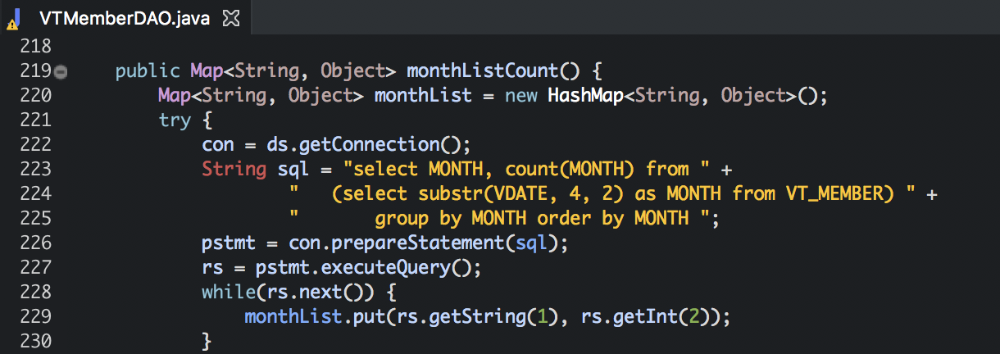 VTMemberDAO.java
218
219 public Map<String, Object> monthListCount() {
220 Map<String, Object> monthList = new HashMap<String, Object>();
221 try {
222 con = ds.getConnection();
223 String sql = "select MONTH, count(MONTH) from " +
224 "   (select substr(VDATE, 4, 2) as MONTH from VT_MEMBER) " +
225 "       group by MONTH order by MONTH ";
226 pstmt = con.prepareStatement(sql);
227 rs = pstmt.executeQuery();
228 while(rs.next()) {
229 monthList.put(rs.getString(1), rs.getInt(2));
230 }